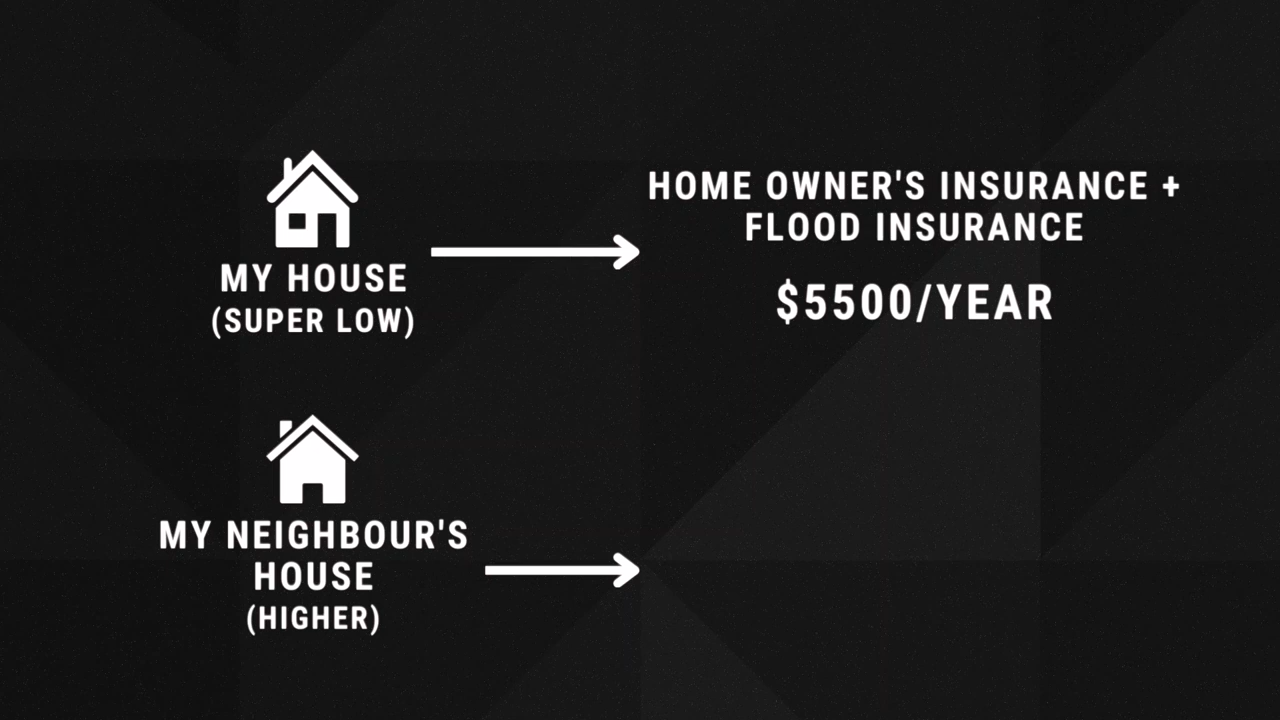 MY HOUSE
(SUPER LOW)
HOME OWNER'S INSURANCE +
FLOOD INSURANCE
$5500/YEAR
MY NEIGHBOUR'S
HOUSE
(HIGHER)